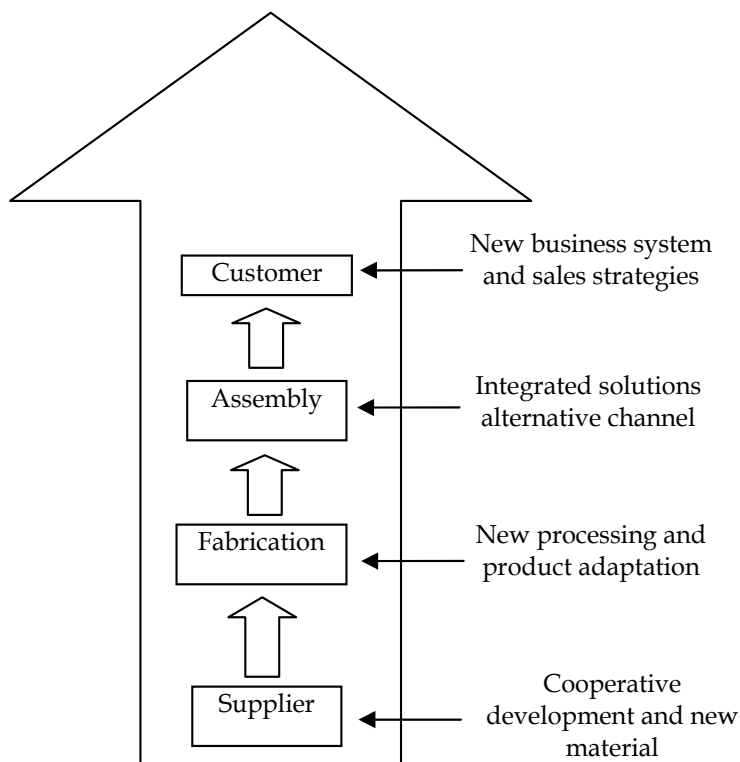 Customer
New business system
and sales strategies
Assembly
Integrated solutions
alternative channel
Fabrication
New processing and
product adaptation
Supplier
Cooperative
development and new
material